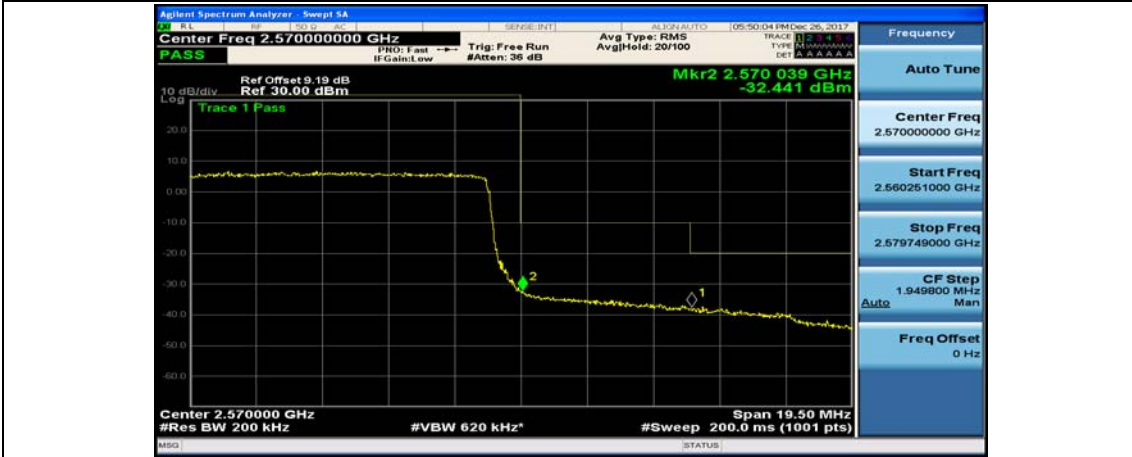 Agilent Spectrum Analyzer - Swept SA
RL RF 50 Ω AC SENSE:INT ALIGN AUTO 05:50:04 PM Dec 26, 2017
Center Freq 2.570000000 GHz
PASS
PNO: Fast
IFGain:Low
Trig: Free Run
#Atten: 36 dB
Avg Type: RMS
Avg|Hold: 20/100
TRACE 1 2 3 4 5 6
TYPE M
DET A A A A A A
Ref Offset 9.19 dB
10 dB/div Ref 30.00 dBm
Log
Mkr2 2.570 039 GHz
-32.441 dBm
Trace 1 Pass
20.0
10.0
0.00
-10.0
-20.0
-30.0
-40.0
-50.0
-60.0
2
1
Center 2.570000 GHz Span 19.50 MHz
#Res BW 200 kHz #VBW 620 kHz* #Sweep 200.0 ms (1001 pts)
MSG STATUS
Frequency
Auto Tune
Center Freq
2.570000000 GHz
Start Freq
2.560251000 GHz
Stop Freq
2.579749000 GHz
CF Step
1.949800 MHz
Auto Man
Freq Offset
0 Hz